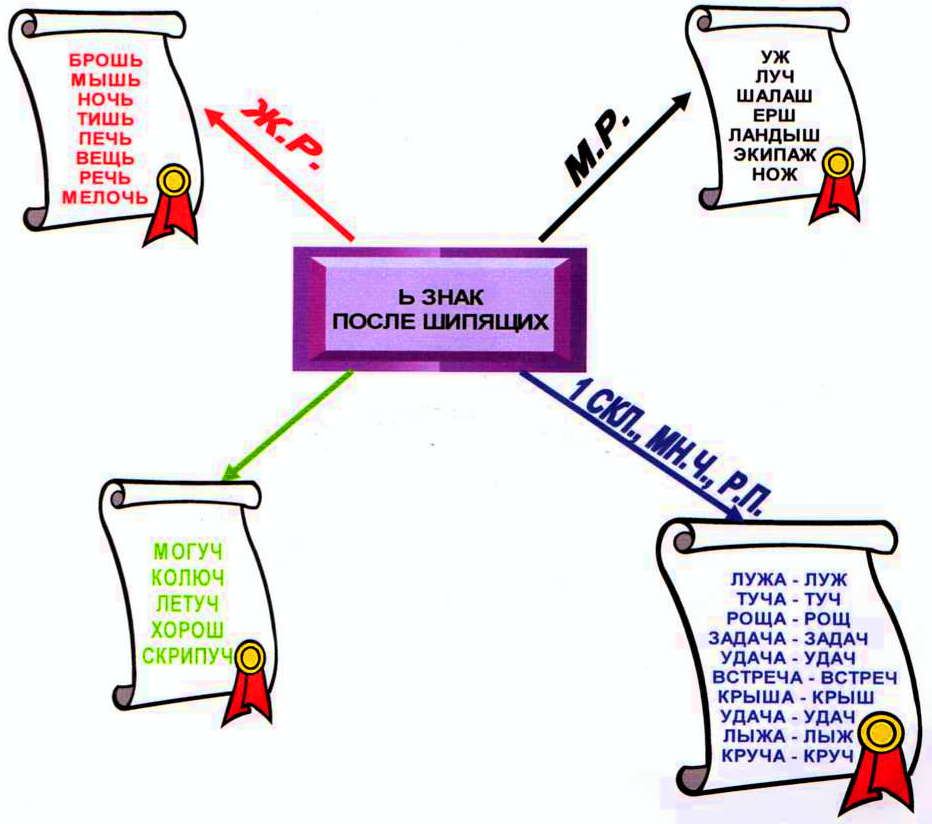 БРОШЬ
МЫШЬ
НОЧЬ
ТИШЬ
ПЕЧЬ
ВЕЩЬ
РЕЧЬ
МЕЛОЧЬ
Ж.Р.
М.Р.
УЖ
ЛУЧ
ШАЛАШ
ЕРШ
ЛАНДЫШ
ЭКИПАЖ
НОЖ
Ь ЗНАК
ПОСЛЕ ШИПЯЩИХ
1 СКЛ., МН.Ч., Р.П.
МОГУЧ
КОЛЮЧ
ЛЕТУЧ
ХОРОШ
СКРИПУЧ
ЛУЖА - ЛУЖ
ТУЧА - ТУЧ
РОЩА - РОЩ
ЗАДАЧА - ЗАДАЧ
УДАЧА - УДАЧ
ВСТРЕЧА - ВСТРЕЧ
КРЫША - КРЫШ
УДАЧА - УДАЧ
ЛЫЖА - ЛЫЖ
КРУЧА - КРУЧ